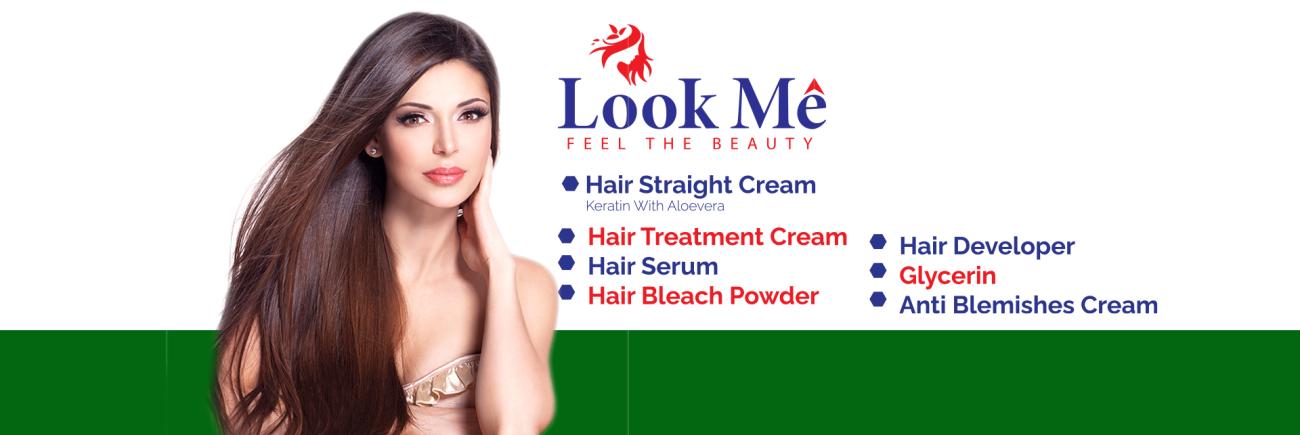 Look Mê
FEEL THE BEAUTY
Hair Straight Cream
Keratin With Aloevera
Hair Treatment Cream
Hair Serum
Hair Bleach Powder
Hair Developer
Glycerin
Anti Blemishes Cream